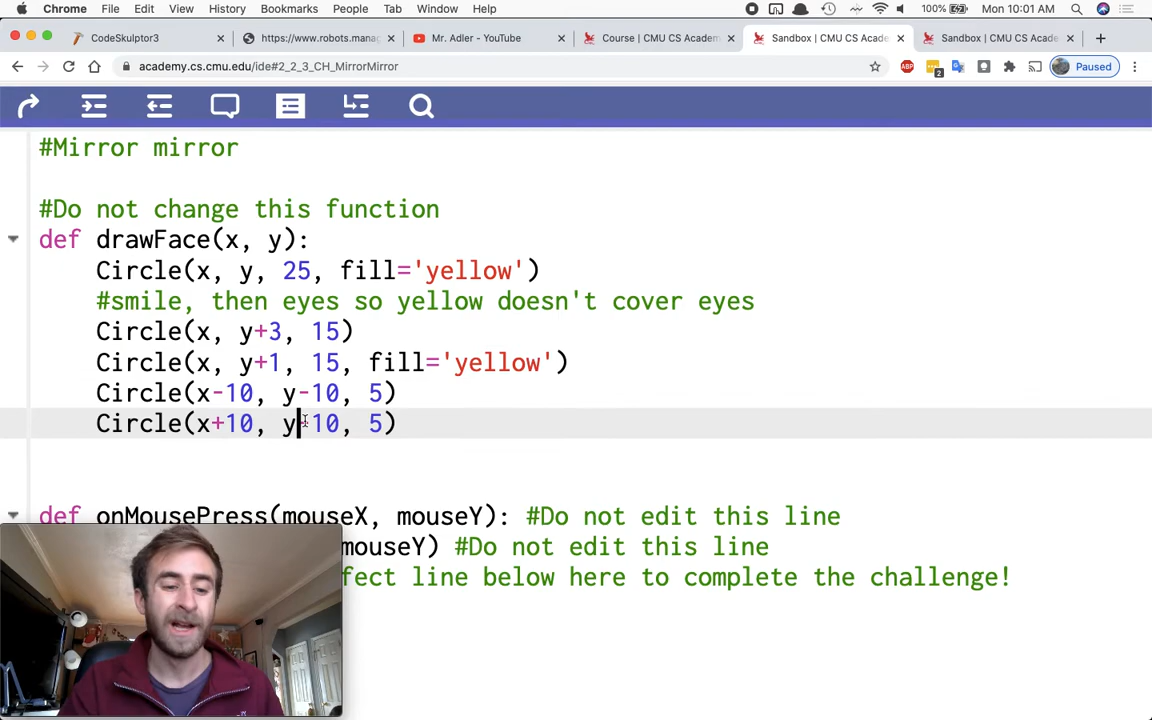 Chrome File Edit View History Bookmarks People Tab Window Help 100% Mon 10:01 AM
CodeSkulptor3 https://www.robots.mana Mr. Adler - YouTube Course | CMU CS Academ Sandbox | CMU CS Acade Sandbox | CMU CS Acade
academy.cs.cmu.edu/ide#2_2_3_CH_MirrorMirror ABP 2 Paused
#Mirror mirror
#Do not change this function
def drawFace(x, y):
Circle(x, y, 25, fill='yellow')
#smile, then eyes so yellow doesn't cover eyes
Circle(x, y+3, 15)
Circle(x, y+1, 15, fill='yellow')
Circle(x-10, y-10, 5)
Circle(x+10, y-10, 5)
def onMousePress(mouseX, mouseY): #Do not edit this line
mouseY) #Do not edit this line
fect line below here to complete the challenge!